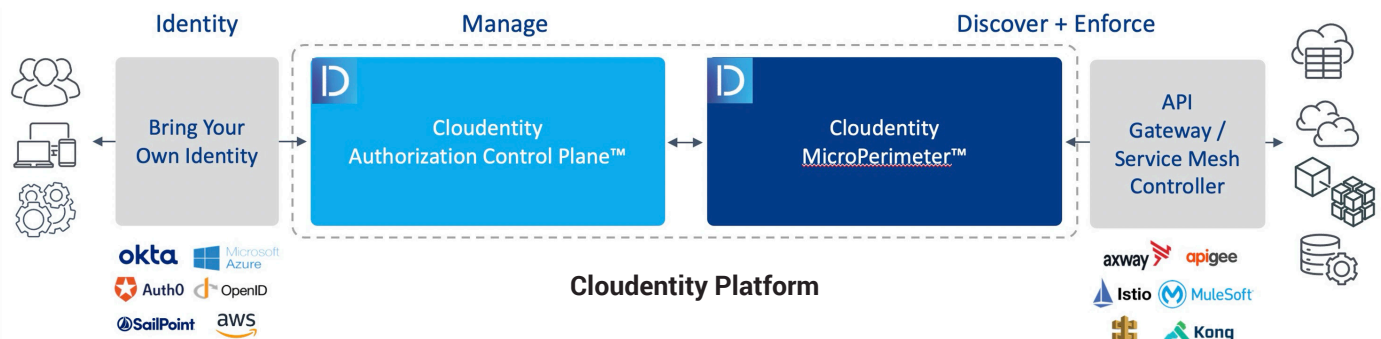 Identity
Manage
Discover + Enforce
Bring Your
Own Identity
Cloudentity
Authorization Control Plane™
Cloudentity
MicroPerimeter™
API
Gateway /
Service Mesh
Controller
okta
Microsoft
Azure
Auth0
OpenID
SailPoint
aws
Cloudentity Platform
axway
apigee
Istio
MuleSoft
Kong